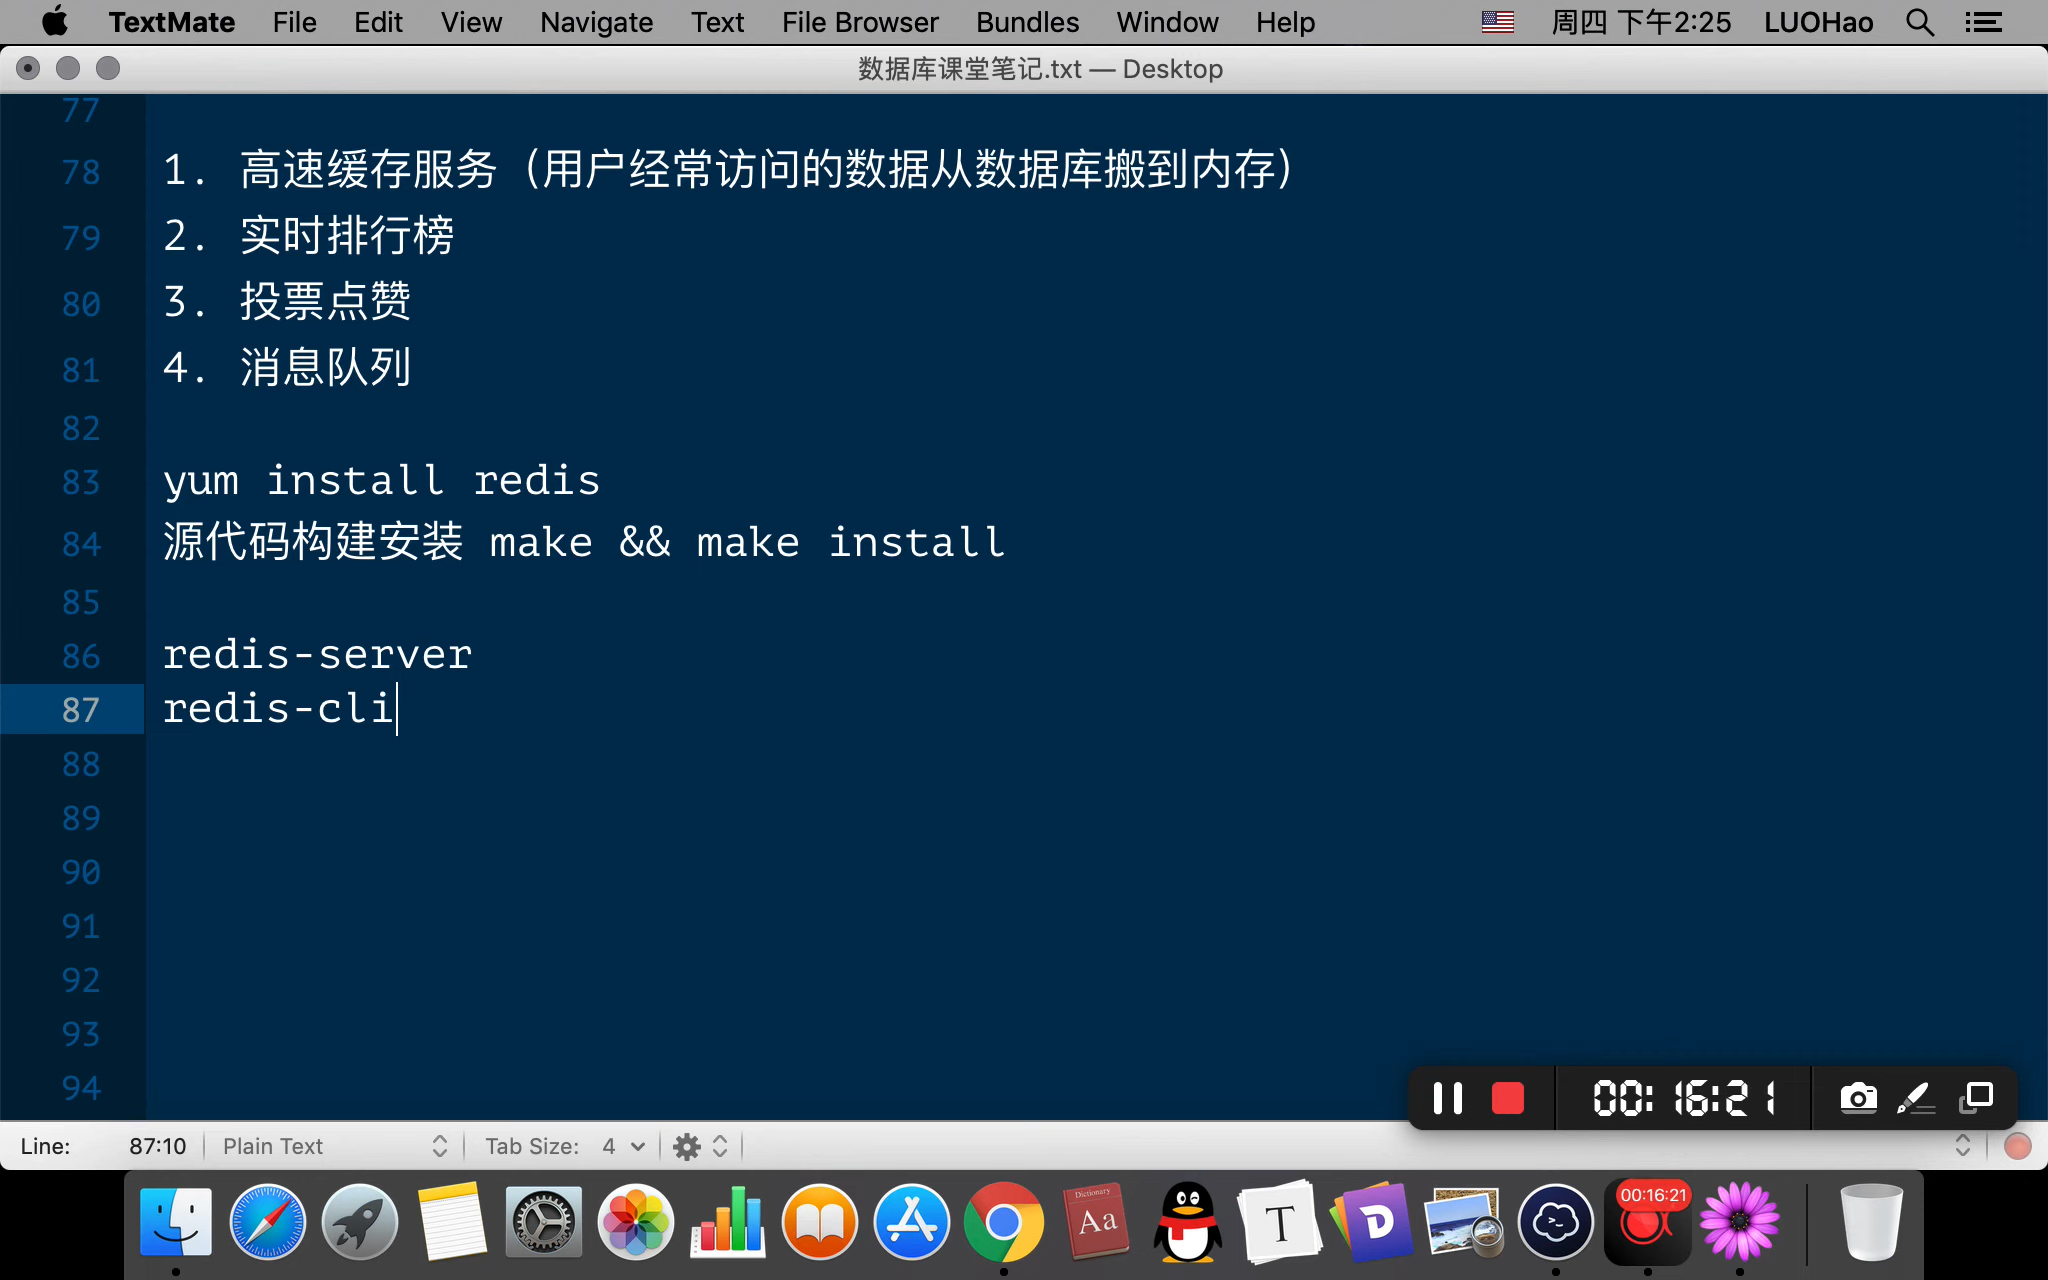 TextMate File Edit View Navigate Text File Browser Bundles Window Help 周四 下午2:25 LUOHao
数据库课堂笔记.txt — Desktop
77
78 1. 高速缓存服务（用户经常访问的数据从数据库搬到内存）
79 2. 实时排行榜
80 3. 投票点赞
81 4. 消息队列
82
83 yum install redis
84 源代码构建安装 make && make install
85
86 redis-server
87 redis-cli
88
89
90
91
92
93
94
00:16:21
Line: 87:10 Plain Text Tab Size: 4
Dictionary
Aa
T
D
00:16:21